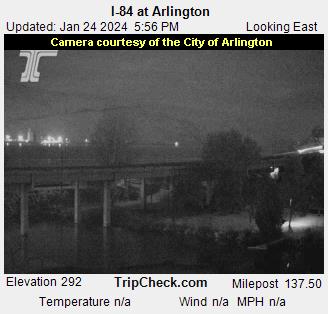 I-84 at Arlington
Updated: Jan 24 2024 5:56 PM Looking East
Camera courtesy of the City of Arlington
Elevation 292 TripCheck.com Milepost 137.50
Temperature n/a Wind n/a MPH n/a